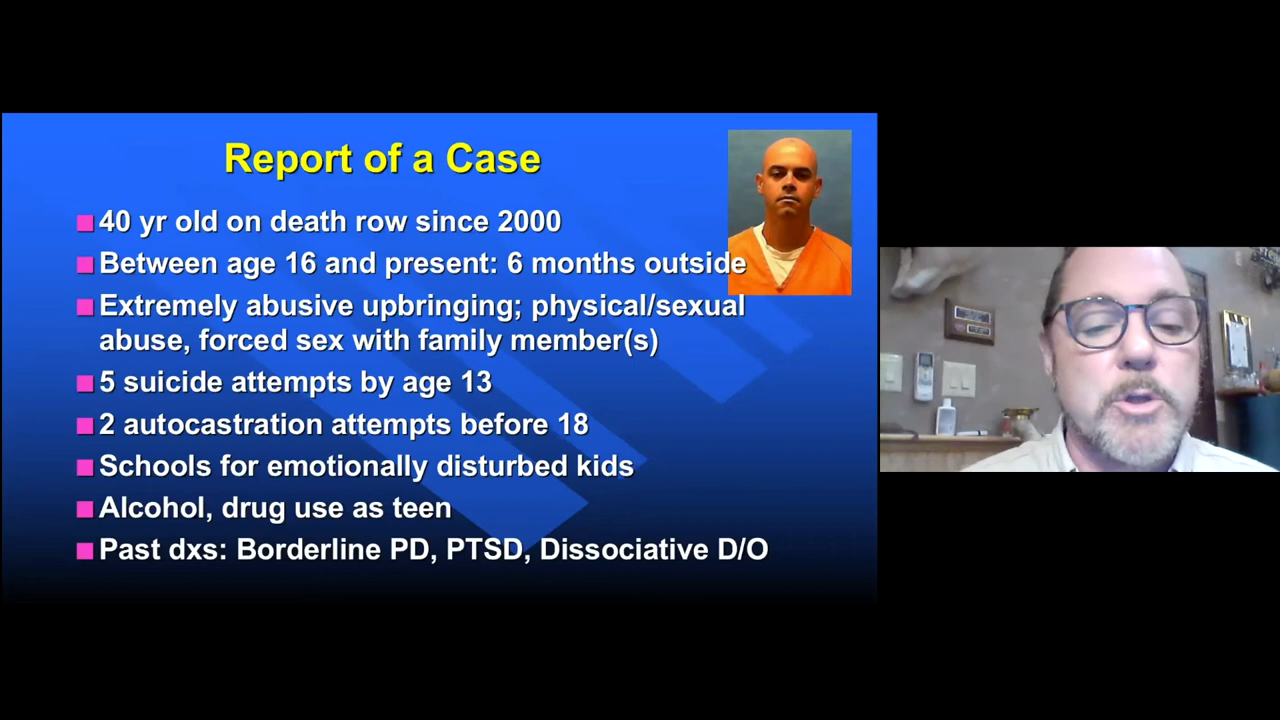 Report of a Case
40 yr old on death row since 2000
Between age 16 and present: 6 months outside
Extremely abusive upbringing; physical/sexual
abuse, forced sex with family member(s)
5 suicide attempts by age 13
2 autocastration attempts before 18
Schools for emotionally disturbed kids
Alcohol, drug use as teen
Past dxs: Borderline PD, PTSD, Dissociative D/O